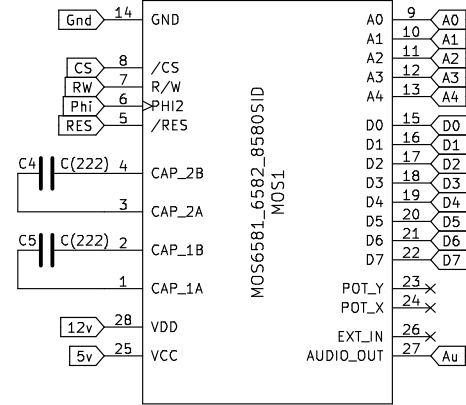 Gnd 14 GND
CS 8 /CS
RW 7 R/W
Phi 6 PHI2
RES 5 /RES
C4 C(222) 4 CAP_2B
3 CAP_2A
C5 C(222) 2 CAP_1B
1 CAP_1A
12v 28 VDD
5v 25 VCC
MOS6581_6582_8580SID
MOS1
A0 9 A0
A1 10 A1
A2 11 A2
A3 12 A3
A4 13 A4
D0 15 D0
D1 16 D1
D2 17 D2
D3 18 D3
D4 19 D4
D5 20 D5
D6 21 D6
D7 22 D7
POT_Y 23
POT_X 24
EXT_IN 26
AUDIO_OUT 27 Au